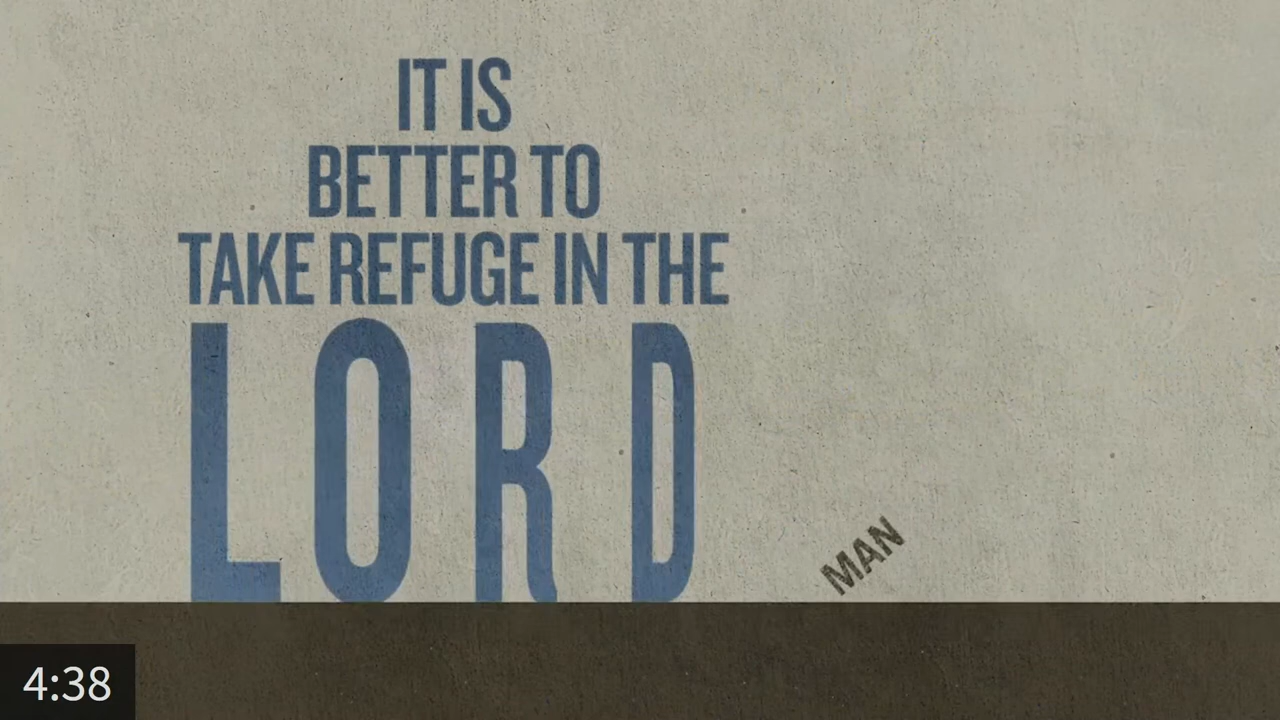 IT IS
BETTER TO
TAKE REFUGE IN THE
LORD
MAN
4:38